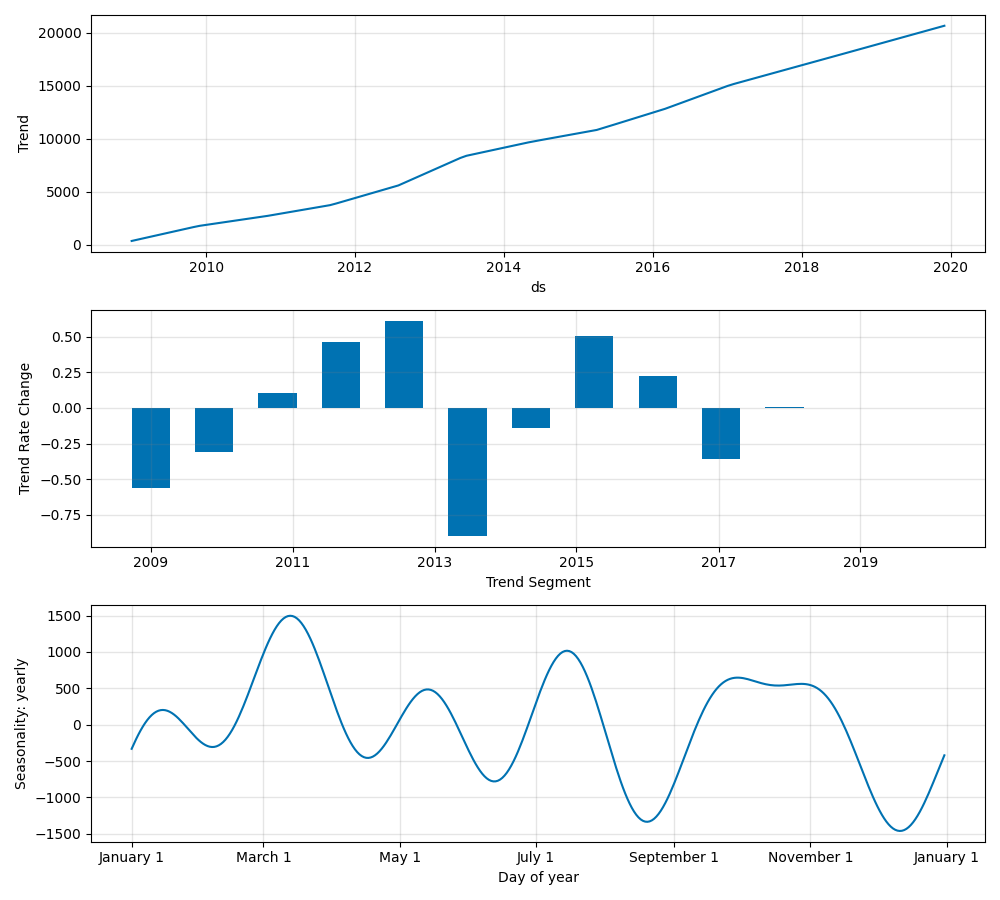 20000
15000
10000
5000
0
Trend
2010 2012 2014 2016 2018 2020
ds
0.50
0.25
0.00
−0.25
−0.50
−0.75
Trend Rate Change
2009 2011 2013 2015 2017 2019
Trend Segment
1500
1000
500
0
−500
−1000
−1500
Seasonality: yearly
January 1 March 1 May 1 July 1 September 1 November 1 January 1
Day of year